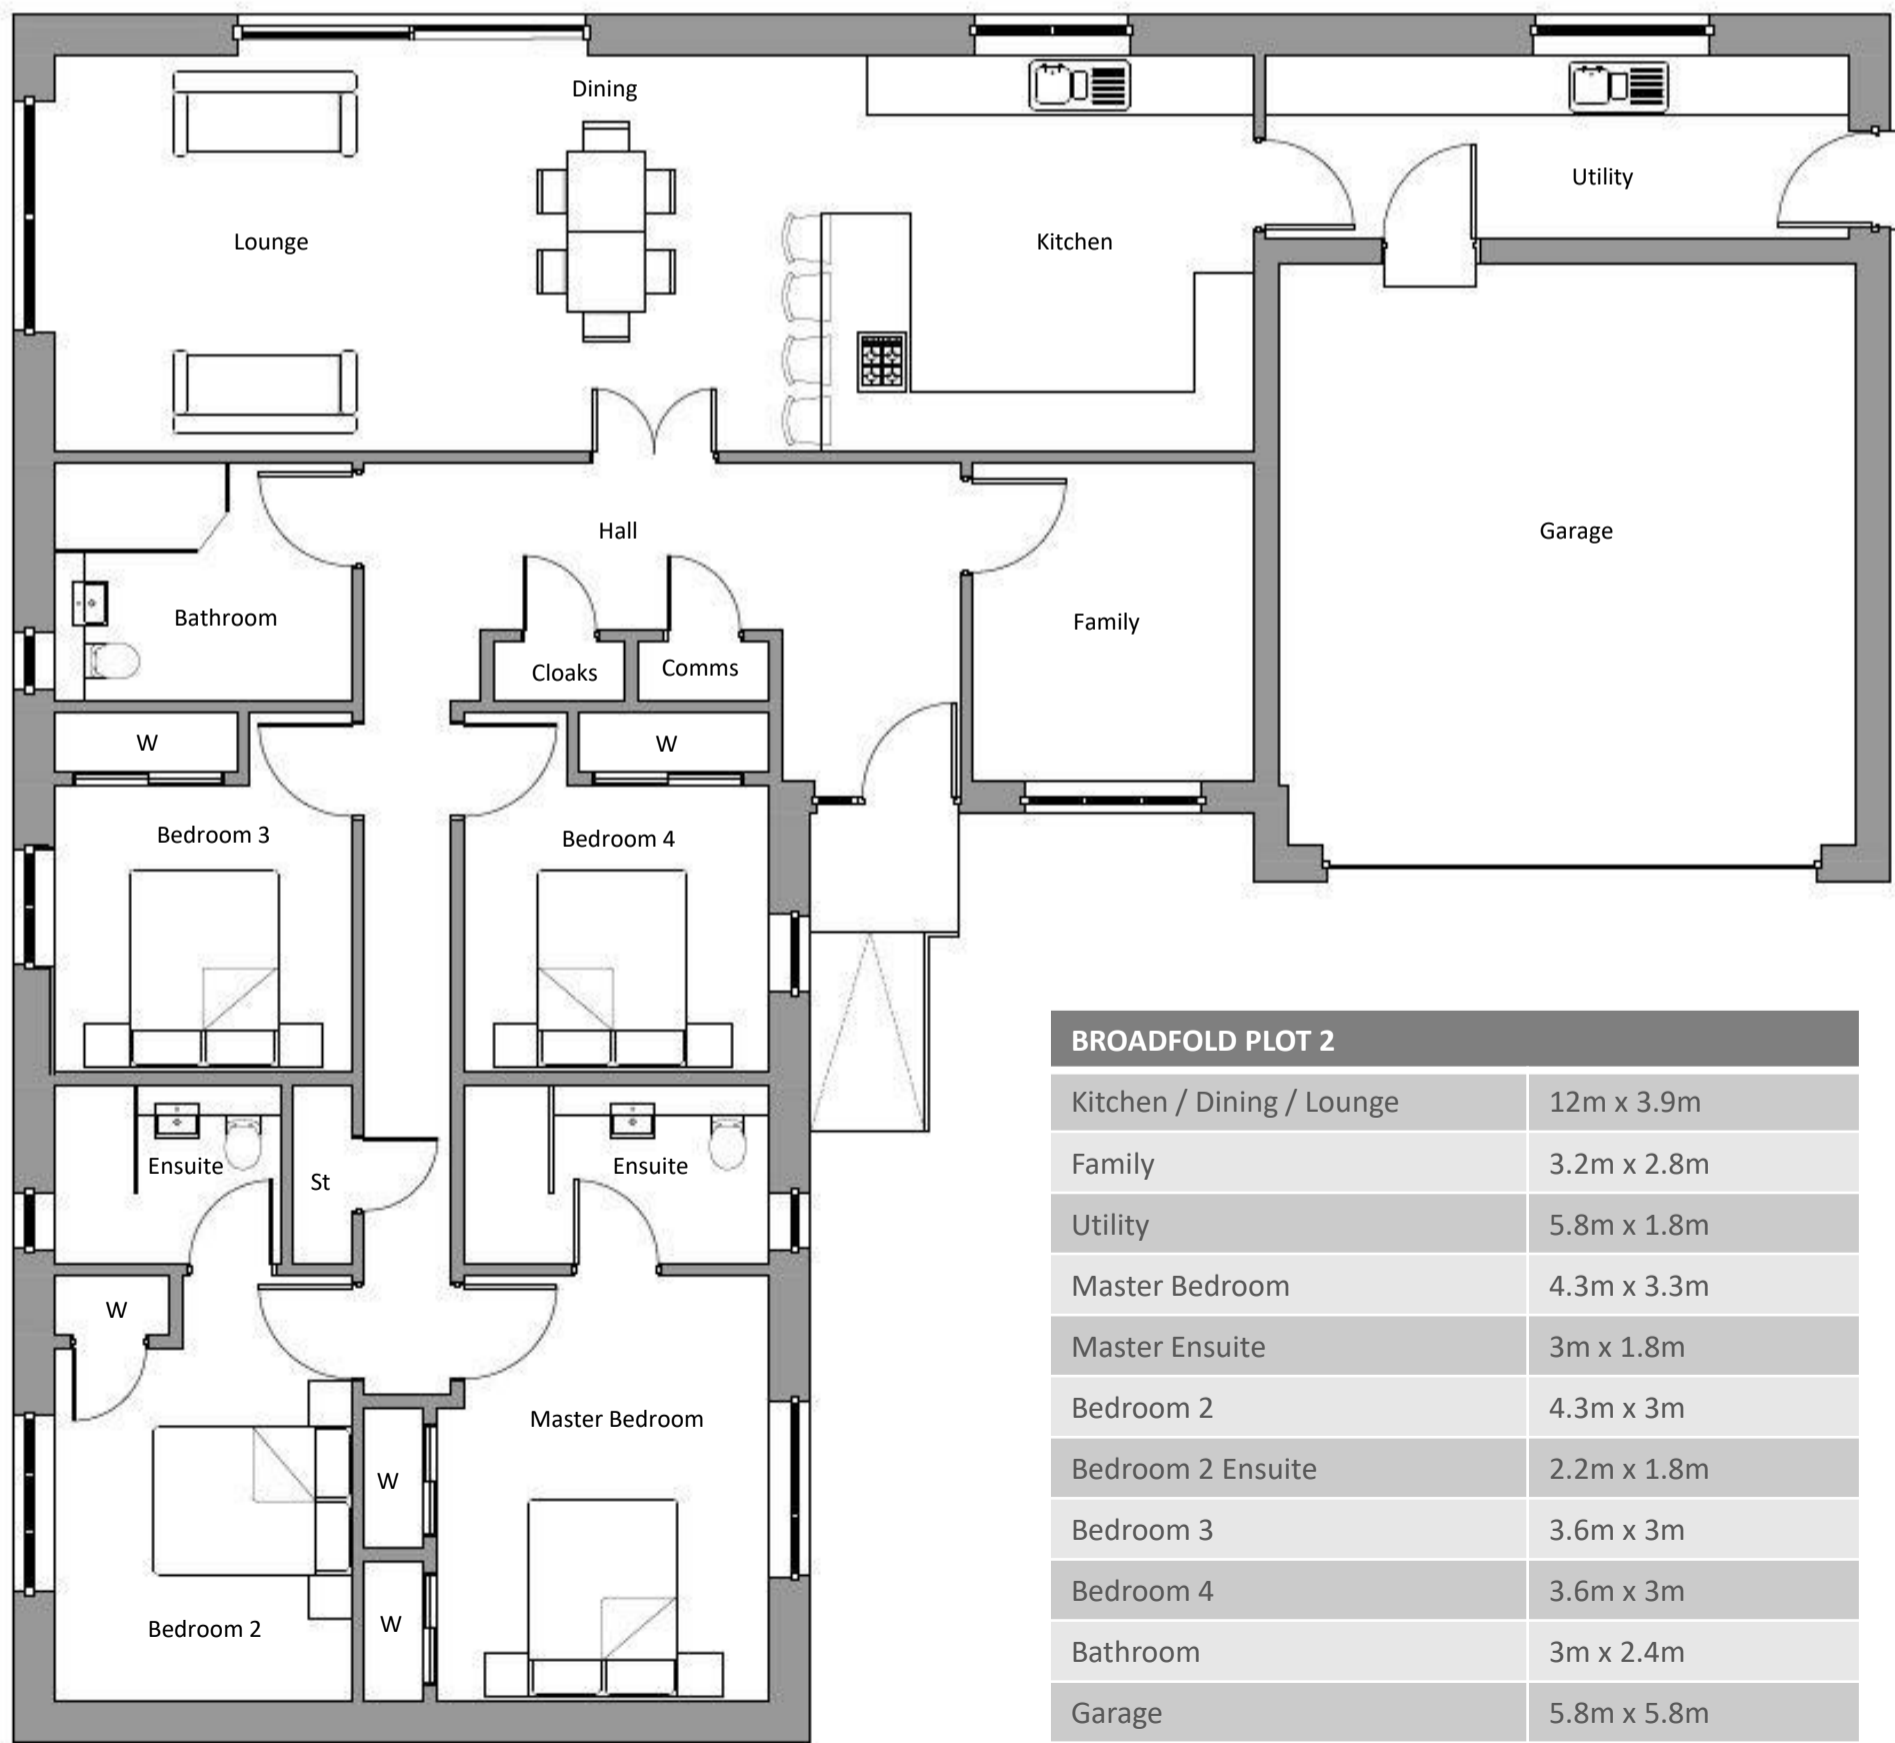 Dining
Lounge
Kitchen
Utility
Hall
Garage
Bathroom
Family
Cloaks
Comms
W
W
Bedroom 3
Bedroom 4
Ensuite
St
Ensuite
W
Master Bedroom
W
W
Bedroom 2
BROADFOLD PLOT 2
Kitchen / Dining / Lounge 12m x 3.9m
Family 3.2m x 2.8m
Utility 5.8m x 1.8m
Master Bedroom 4.3m x 3.3m
Master Ensuite 3m x 1.8m
Bedroom 2 4.3m x 3m
Bedroom 2 Ensuite 2.2m x 1.8m
Bedroom 3 3.6m x 3m
Bedroom 4 3.6m x 3m
Bathroom 3m x 2.4m
Garage 5.8m x 5.8m